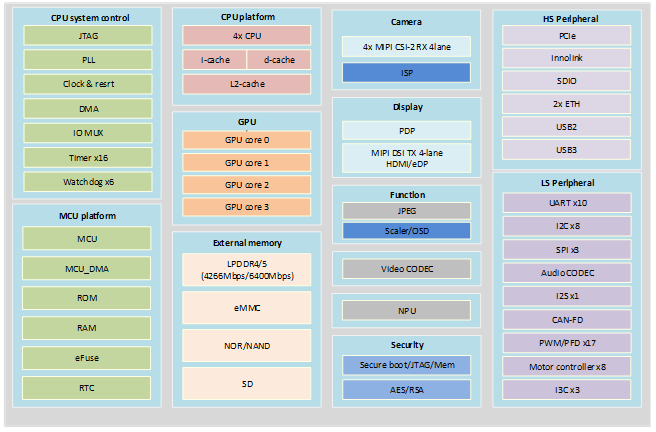 CPU system control
JTAG
PLL
Clock & resrt
DMA
IO MUX
Timer x16
Watchdog x6
MCU platform
MCU
MCU_DMA
ROM
RAM
eFuse
RTC
CPU platform
4x CPU
I-cache
d-cache
L2-cache
GPU
GPU core 0
GPU core 1
GPU core 2
GPU core 3
External memory
LPDDR4/5
(4266Mbps/6400Mbps)
eMMC
NOR/NAND
SD
Camera
4x MIPI CSI-2 RX 4lane
ISP
Display
PDP
MIPI DSI TX 4-lane
HDMI/eDP
Function
JPEG
Scaler/OSD
Video CODEC
NPU
Security
Secure boot/JTAG/Mem
AES/RSA
HS Peripheral
PCIe
Innolink
SDIO
2x ETH
USB2
USB3
LS Peripheral
UART x10
I2C x8
SPI x3
Audio CODEC
I2S x1
CAN-FD
PWM/PFD x17
Motor controller x8
I3C x3